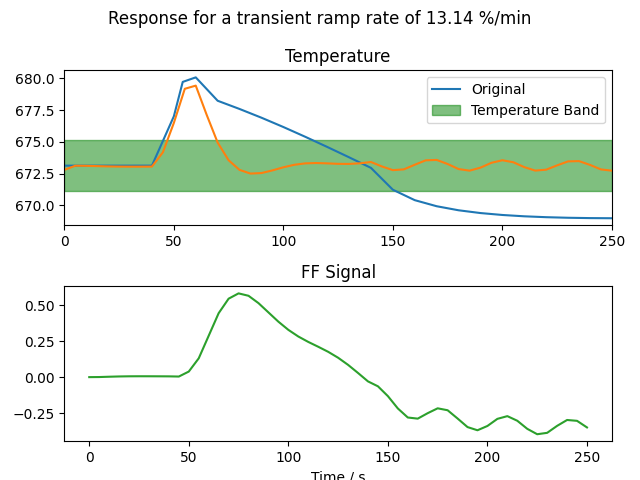 Response for a transient ramp rate of 13.14 %/min
Temperature
680.0
677.5
675.0
672.5
670.0
Original
Temperature Band
0 50 100 150 200 250
FF Signal
0.50
0.25
0.00
−0.25
0 50 100 150 200 250
Time / s